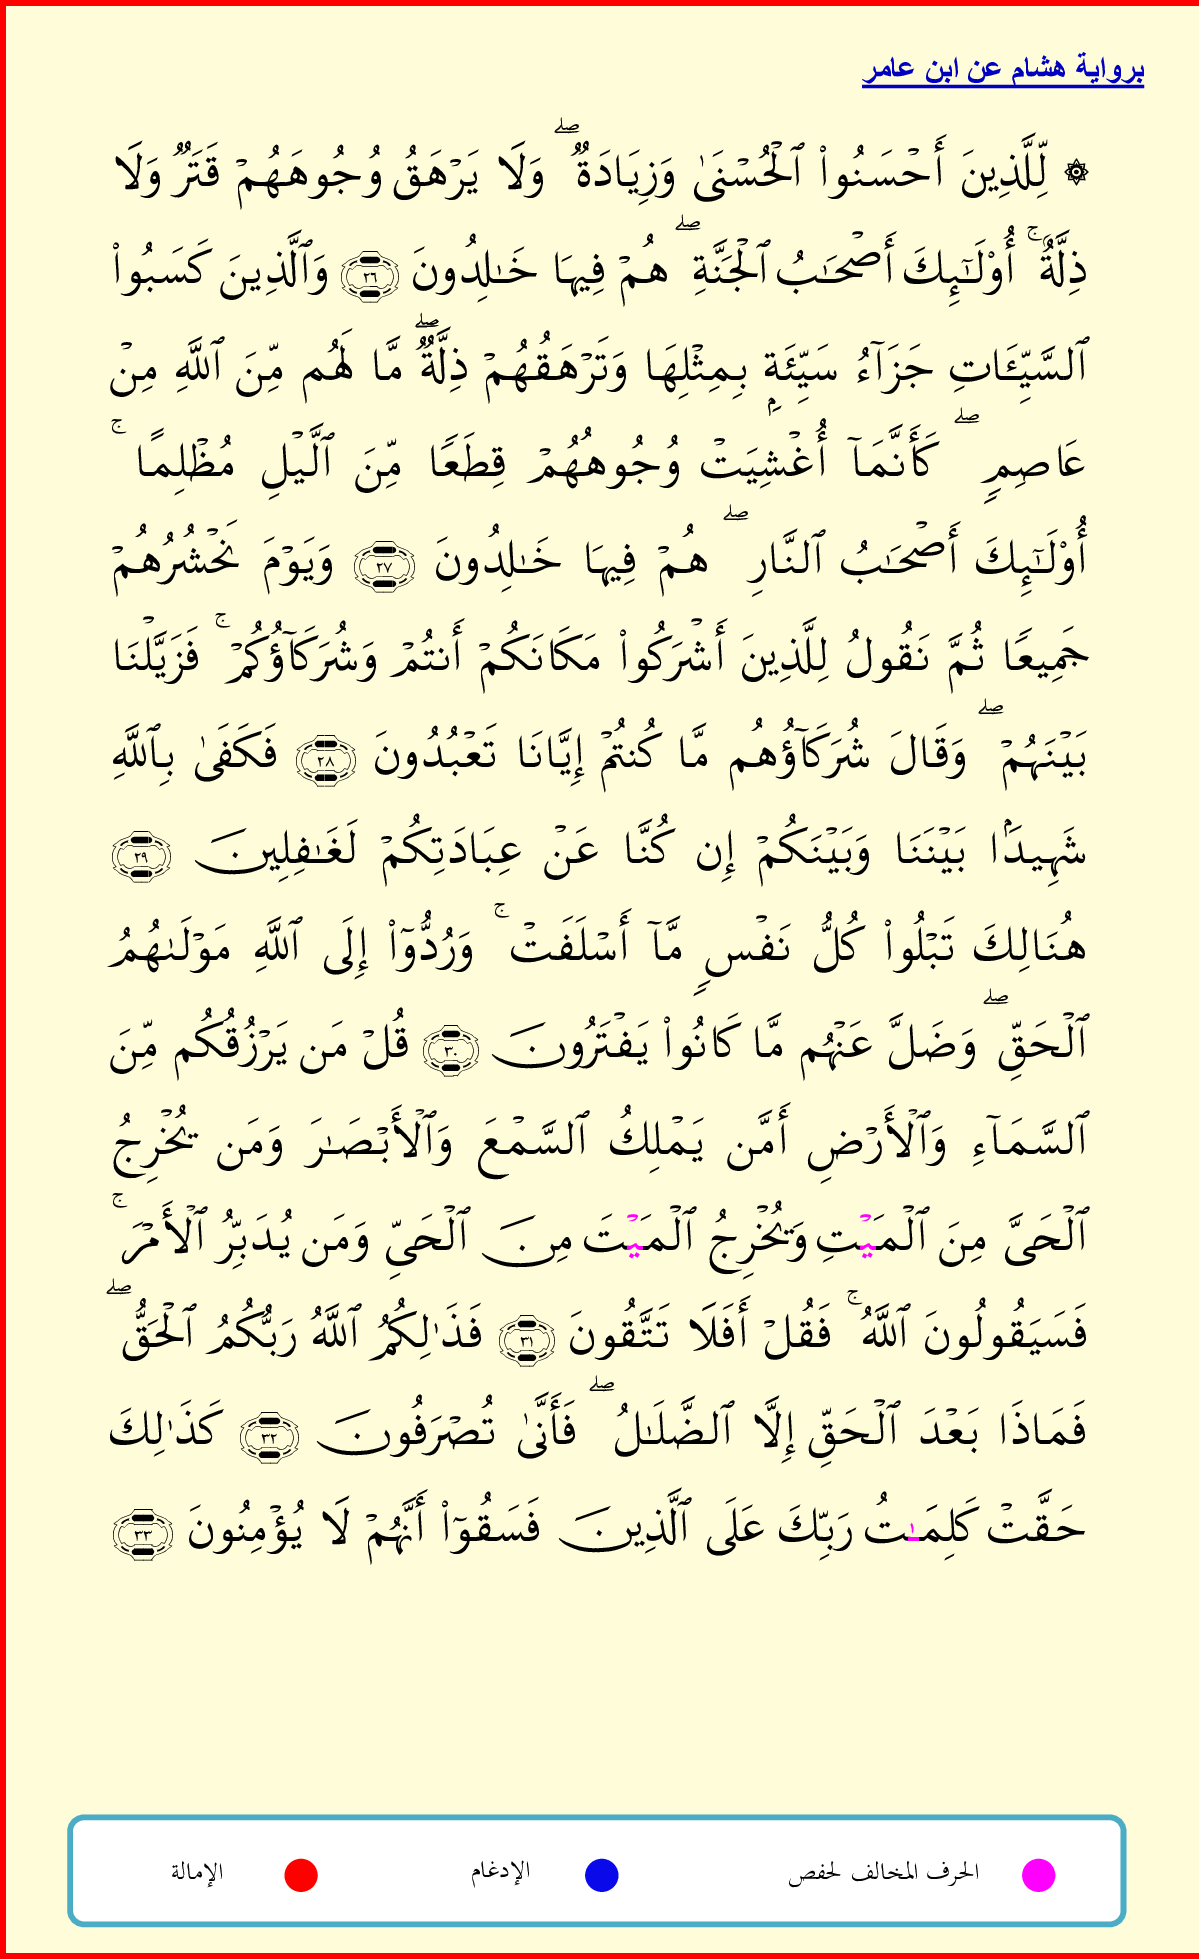 برواية هشام عن ابن عامر
۞ لِّلَّذِينَ أَحۡسَنُواْ ٱلۡحُسۡنَىٰ وَزِيَادَةٞۖ وَلَا يَرۡهَقُ وُجُوهَهُمۡ قَتَرٞ وَلَا
ذِلَّةٌۚ أُوْلَٰٓئِكَ أَصۡحَٰبُ ٱلۡجَنَّةِۖ هُمۡ فِيهَا خَٰلِدُونَ ٢٦ وَٱلَّذِينَ كَسَبُواْ
ٱلسَّيِّـَٔاتِ جَزَآءُ سَيِّئَةِۭ بِمِثۡلِهَا وَتَرۡهَقُهُمۡ ذِلَّةٞۖ مَّا لَهُم مِّنَ ٱللَّهِ مِنۡ
عَاصِمٖۖ كَأَنَّمَآ أُغۡشِيَتۡ وُجُوهُهُمۡ قِطَعٗا مِّنَ ٱلَّيۡلِ مُظۡلِمًاۚ
أُوْلَٰٓئِكَ أَصۡحَٰبُ ٱلنَّارِۖ هُمۡ فِيهَا خَٰلِدُونَ ٢٧ وَيَوۡمَ نَحۡشُرُهُمۡ
جَمِيعٗا ثُمَّ نَقُولُ لِلَّذِينَ أَشۡرَكُواْ مَكَانَكُمۡ أَنتُمۡ وَشُرَكَآؤُكُمۡۚ فَزَيَّلۡنَا
بَيۡنَهُمۡۖ وَقَالَ شُرَكَآؤُهُم مَّا كُنتُمۡ إِيَّانَا تَعۡبُدُونَ ٢٨ فَكَفَىٰ بِٱللَّهِ
شَهِيدَۢا بَيۡنَنَا وَبَيۡنَكُمۡ إِن كُنَّا عَنۡ عِبَادَتِكُمۡ لَغَٰفِلِينَ ٢٩
هُنَالِكَ تَبۡلُواْ كُلُّ نَفۡسٖ مَّآ أَسۡلَفَتۡۚ وَرُدُّوٓاْ إِلَى ٱللَّهِ مَوۡلَىٰهُمُ
ٱلۡحَقِّۖ وَضَلَّ عَنۡهُم مَّا كَانُواْ يَفۡتَرُونَ ٣٠ قُلۡ مَن يَرۡزُقُكُم مِّنَ
ٱلسَّمَآءِ وَٱلۡأَرۡضِ أَمَّن يَمۡلِكُ ٱلسَّمۡعَ وَٱلۡأَبۡصَٰرَ وَمَن يُخۡرِجُ
ٱلۡحَىَّ مِنَ ٱلۡمَيۡتِ وَيُخۡرِجُ ٱلۡمَيۡتَ مِنَ ٱلۡحَيِّ وَمَن يُدَبِّرُ ٱلۡأَمۡرَۚ
فَسَيَقُولُونَ ٱللَّهُۚ فَقُلۡ أَفَلَا تَتَّقُونَ ٣١ فَذَٰلِكُمُ ٱللَّهُ رَبُّكُمُ ٱلۡحَقُّۖ
فَمَاذَا بَعۡدَ ٱلۡحَقِّ إِلَّا ٱلضَّلَٰلُۖ فَأَنَّىٰ تُصۡرَفُونَ ٣٢ كَذَٰلِكَ
حَقَّتۡ كَلِمَٰتُ رَبِّكَ عَلَى ٱلَّذِينَ فَسَقُوٓاْ أَنَّهُمۡ لَا يُؤۡمِنُونَ ٣٣
الحرف المخالف لحفص الإدغام الإمالة